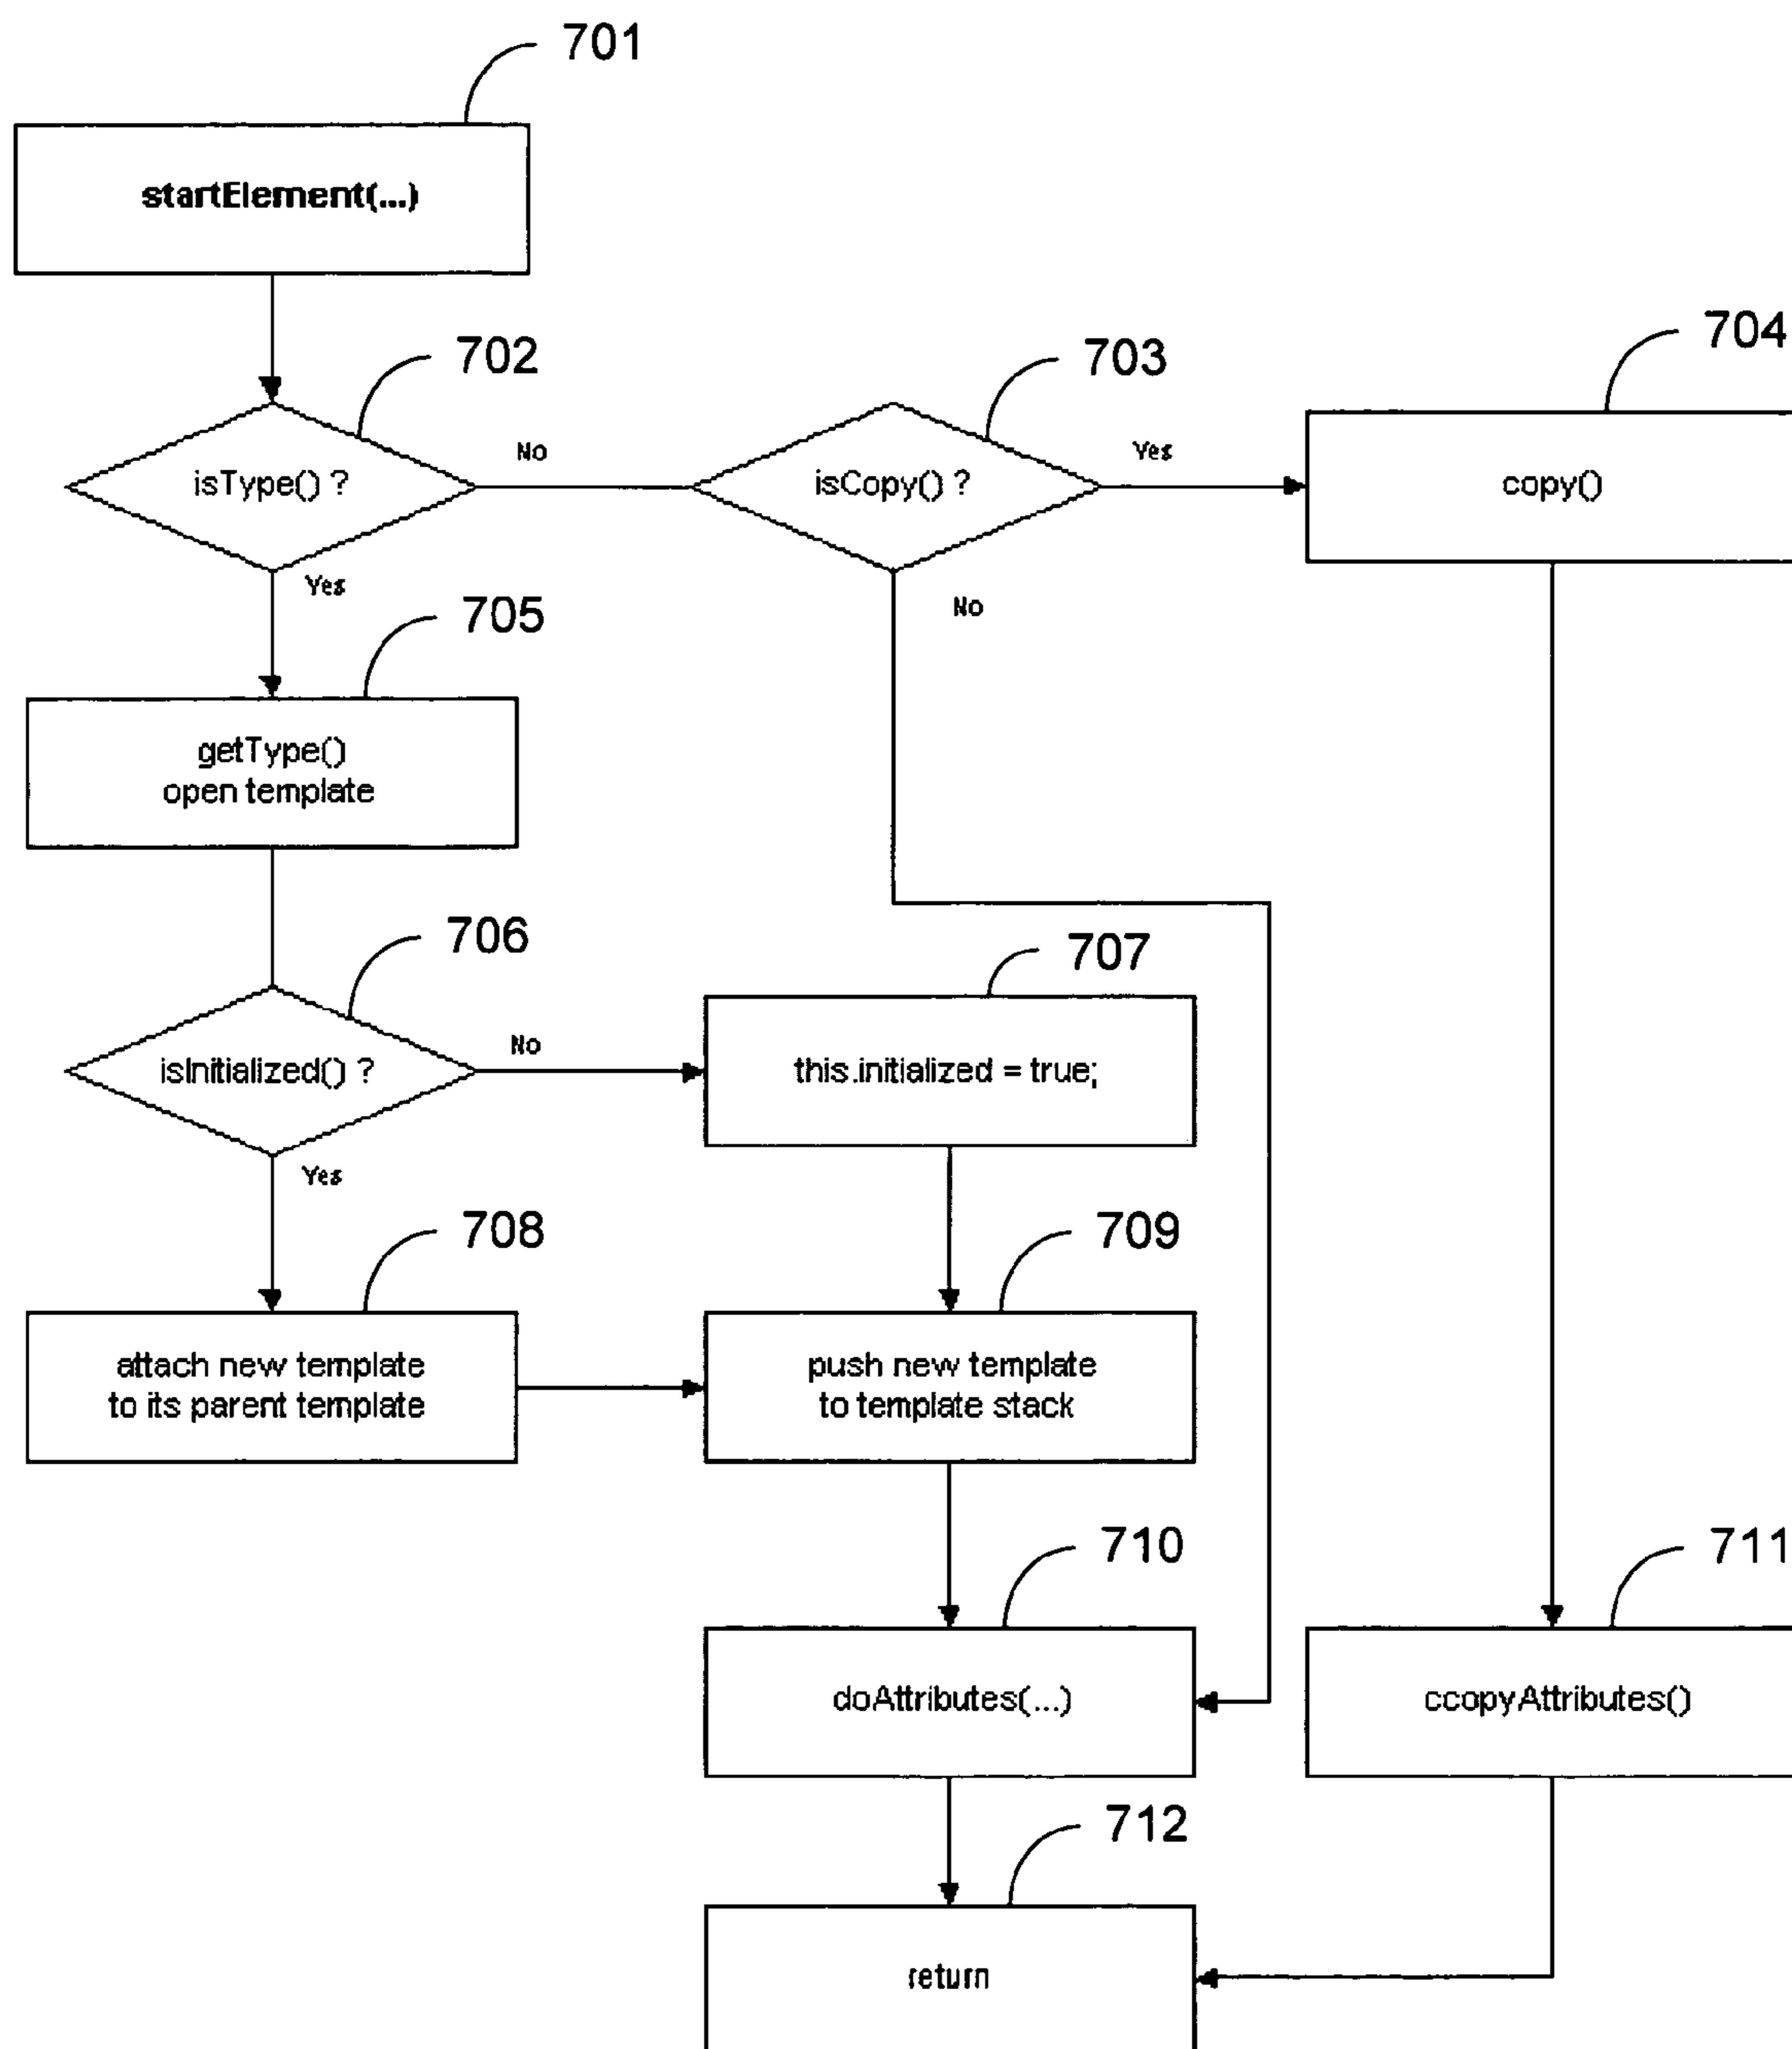 701
startElement(...)
702
703
704
isType() ?
No
isCopy() ?
Yes
copy()
Yes
No
705
getType()
open template
706
707
isInitialized() ?
No
this.initialized = true;
Yes
708
709
attach new template
to its parent template
push new template
to template stack
710
711
doAttributes(...)
ccopyAttributes()
712
return